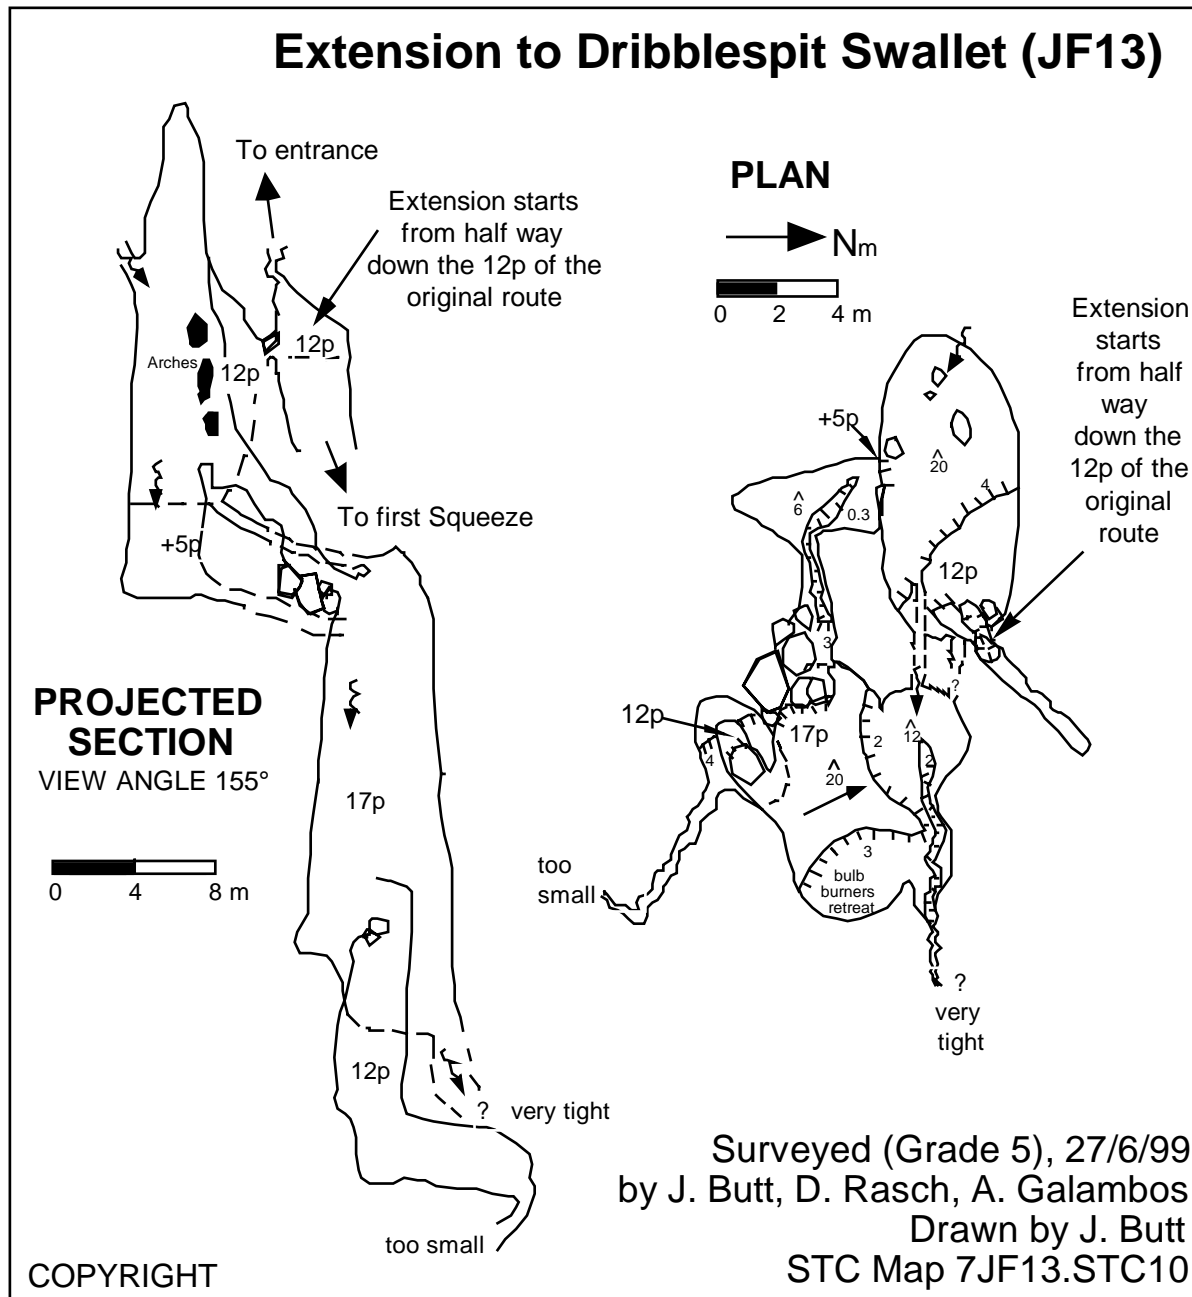 Extension to Dribblespit Swallet (JF13)
To entrance
Extension starts
from half way
down the 12p of the
original route
12p
Arches
12p
To first Squeeze
+5p
PROJECTED
SECTION
VIEW ANGLE 155°
0 4 8 m
17p
12p
? very tight
too small
COPYRIGHT
PLAN
Nm
0 2 4 m
Extension
starts
from half
way
down the
12p of the
original
route
+5p
^
20
4
^
6
0.3
12p
3
?
12p
4
17p
^
20
2
^
12
2
3
bulb
burners
retreat
too
small
?
very
tight
Surveyed (Grade 5), 27/6/99
by J. Butt, D. Rasch, A. Galambos
Drawn by J. Butt
STC Map 7JF13.STC10